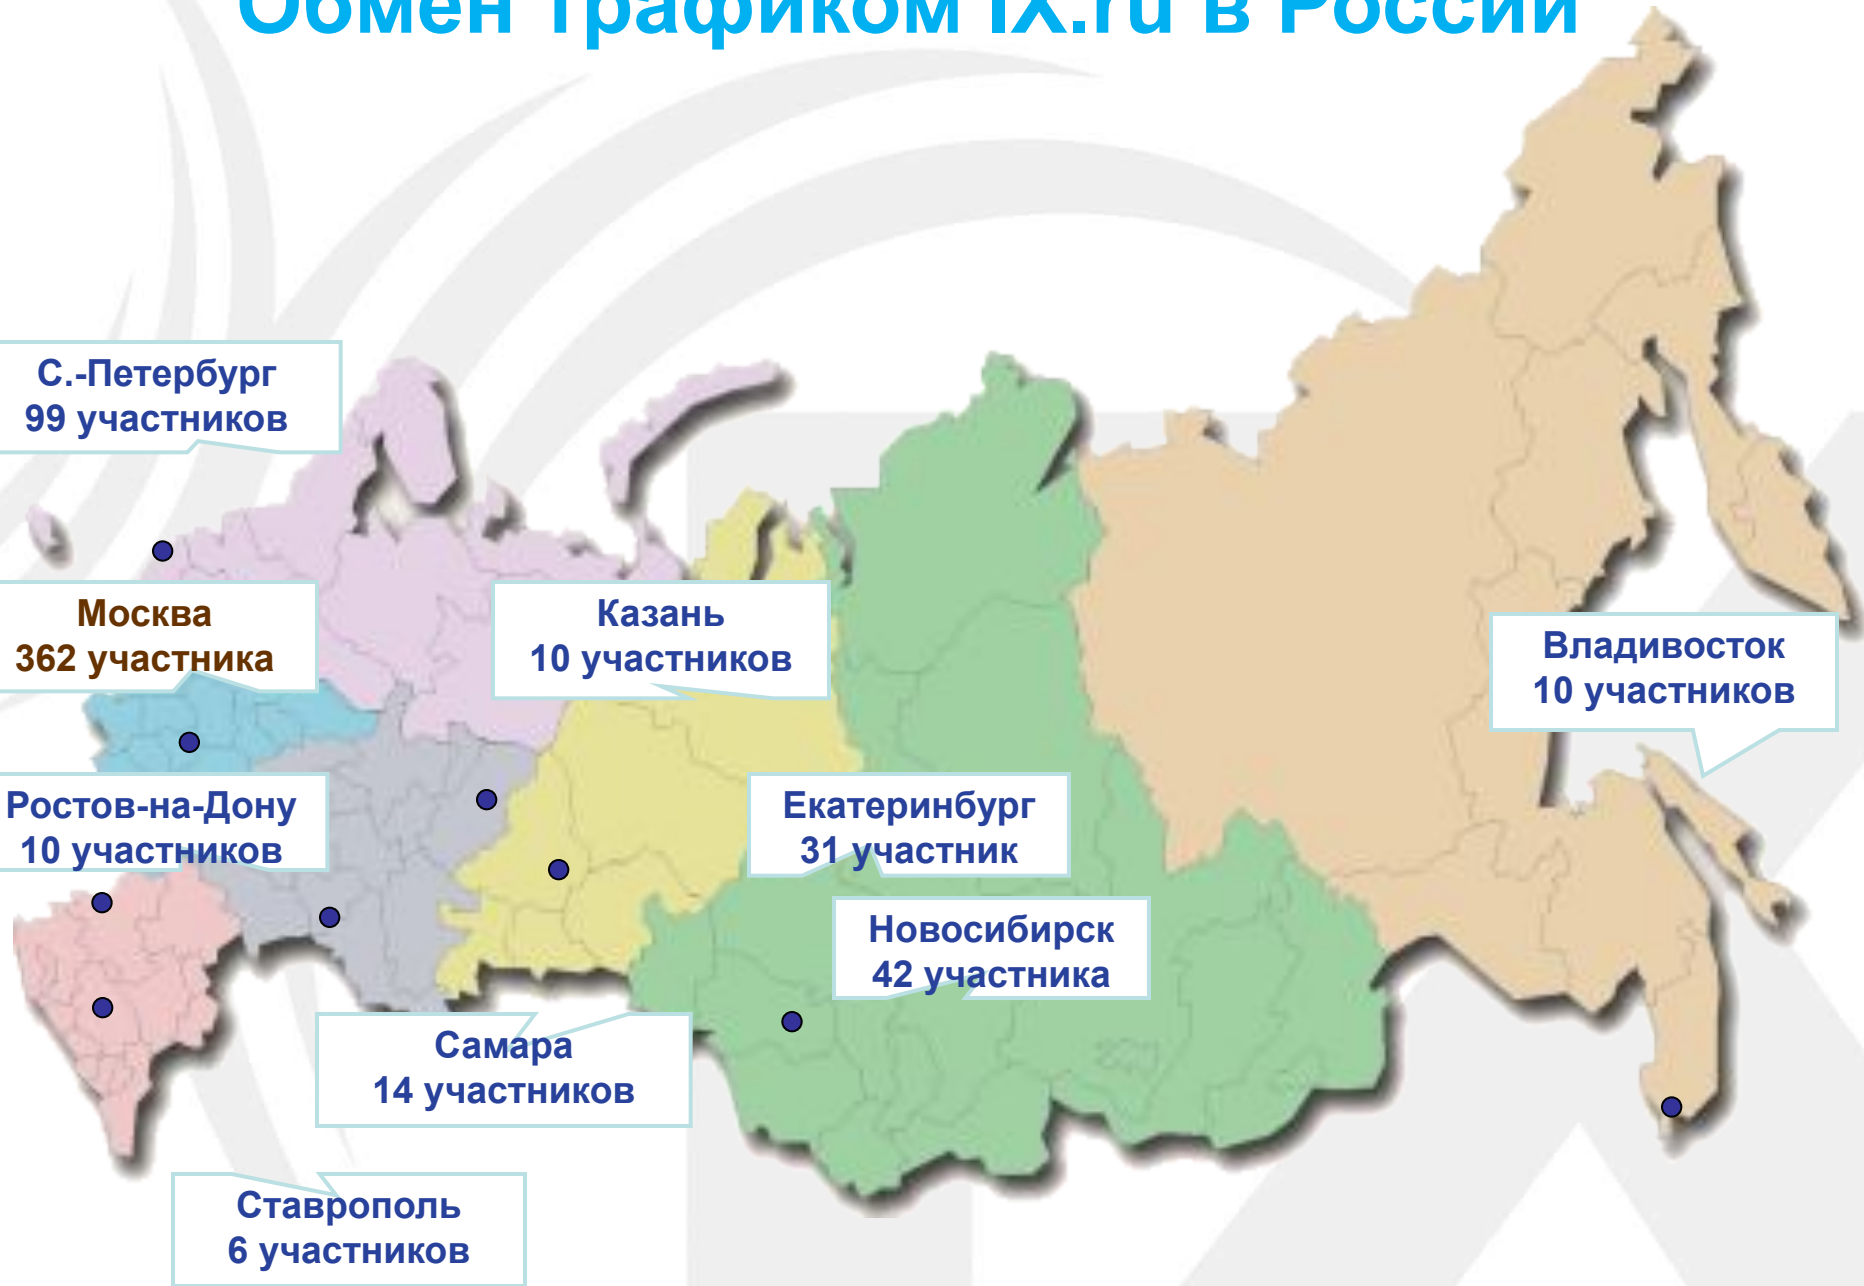 Обмен трафиком IX.ru в России
С.-Петербург
99 участников
Москва
362 участника
Казань
10 участников
Владивосток
10 участников
Ростов-на-Дону
10 участников
Екатеринбург
31 участник
Новосибирск
42 участника
Самара
14 участников
Ставрополь
6 участников